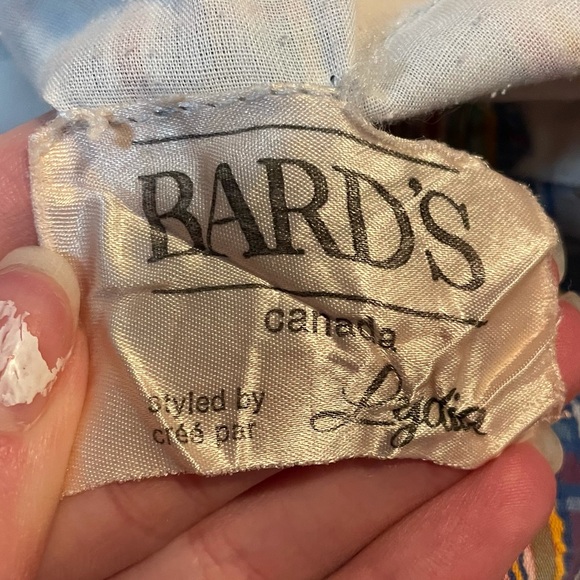 BARD'S
canada
styled by
créé par
Lydia